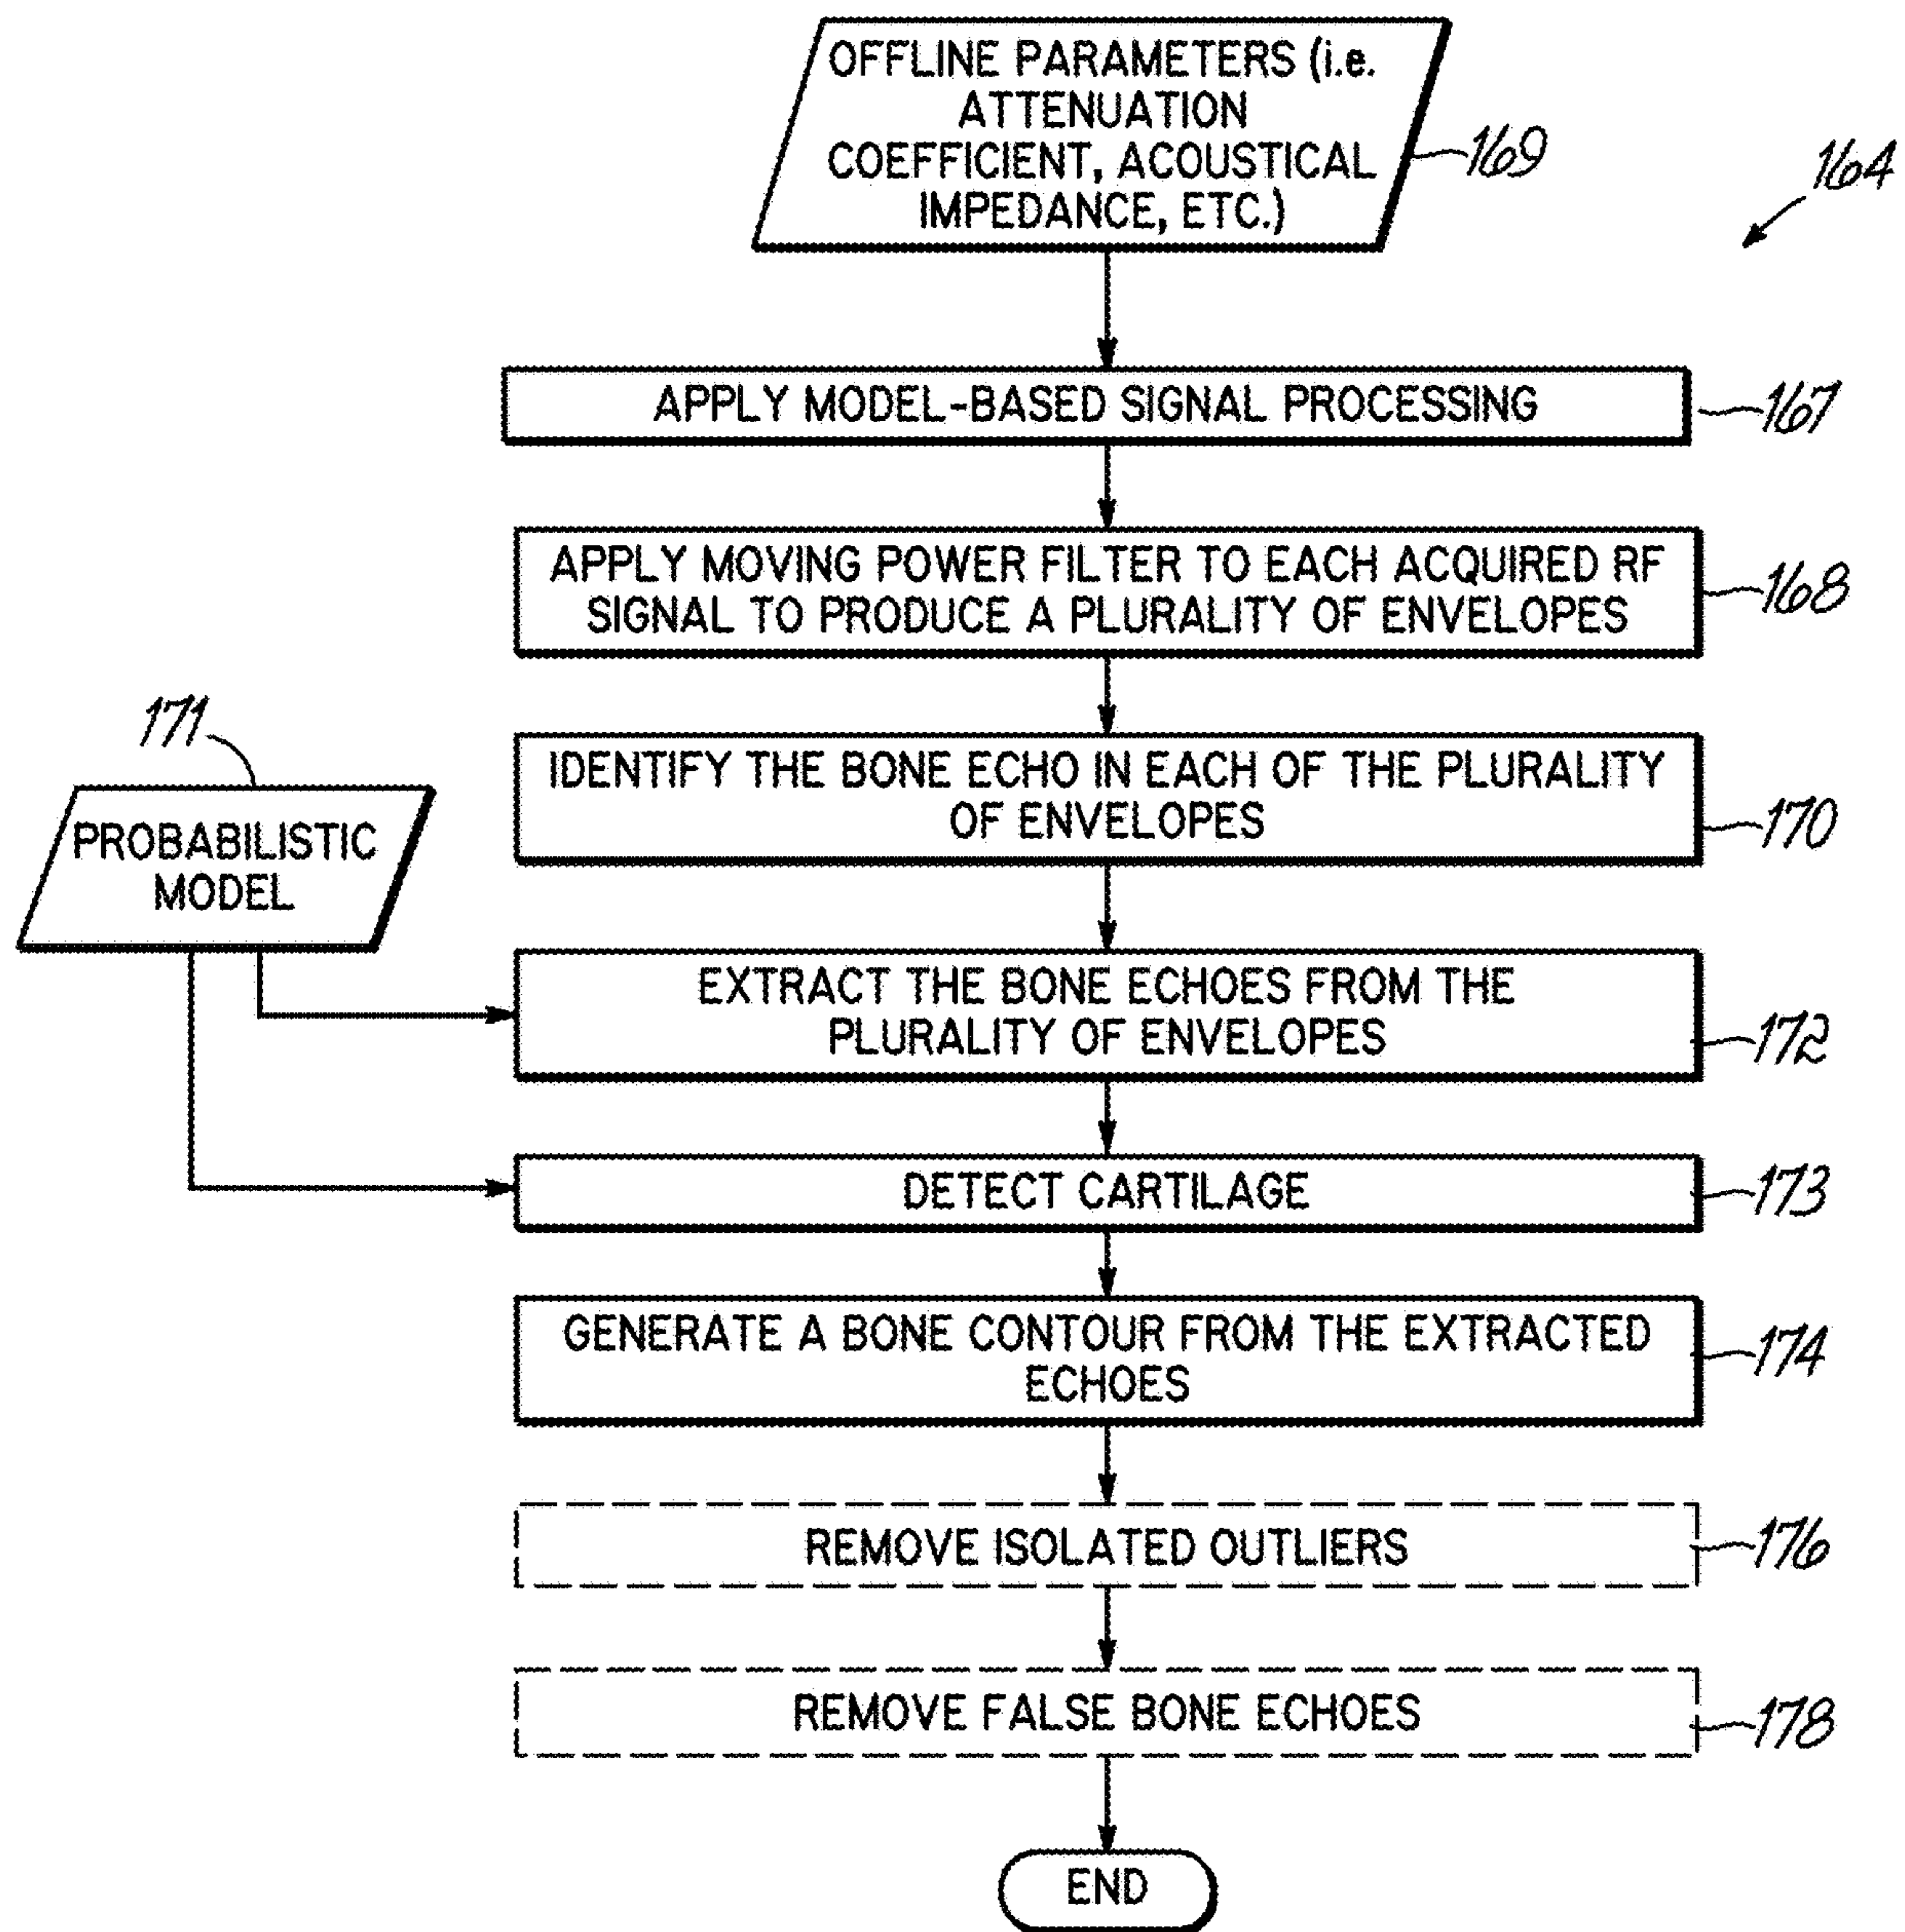 OFFLINE PARAMETERS (i.e.
ATTENUATION
COEFFICIENT, ACOUSTICAL
IMPEDANCE, ETC.)
169
164
APPLY MODEL-BASED SIGNAL PROCESSING
167
APPLY MOVING POWER FILTER TO EACH ACQUIRED RF
SIGNAL TO PRODUCE A PLURALITY OF ENVELOPES
168
171
PROBABILISTIC
MODEL
IDENTIFY THE BONE ECHO IN EACH OF THE PLURALITY
OF ENVELOPES
170
EXTRACT THE BONE ECHOES FROM THE
PLURALITY OF ENVELOPES
172
DETECT CARTILAGE
173
GENERATE A BONE CONTOUR FROM THE EXTRACTED
ECHOES
174
REMOVE ISOLATED OUTLIERS
176
REMOVE FALSE BONE ECHOES
178
END